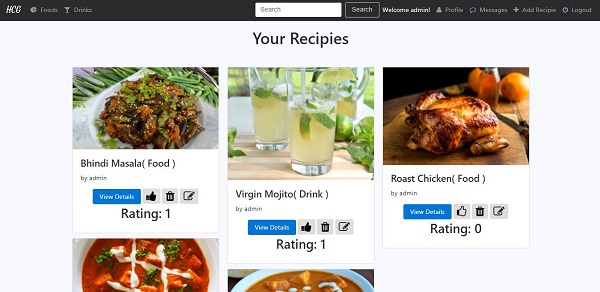 HCG Foods Drinks Search Search Welcome admin! Profile Messages Add Recipie Logout
Your Recipies
Bhindi Masala( Food )
by admin
View Details
Rating: 1
Virgin Mojito( Drink )
by admin
View Details
Rating: 1
Roast Chicken( Food )
by admin
View Details
Rating: 0